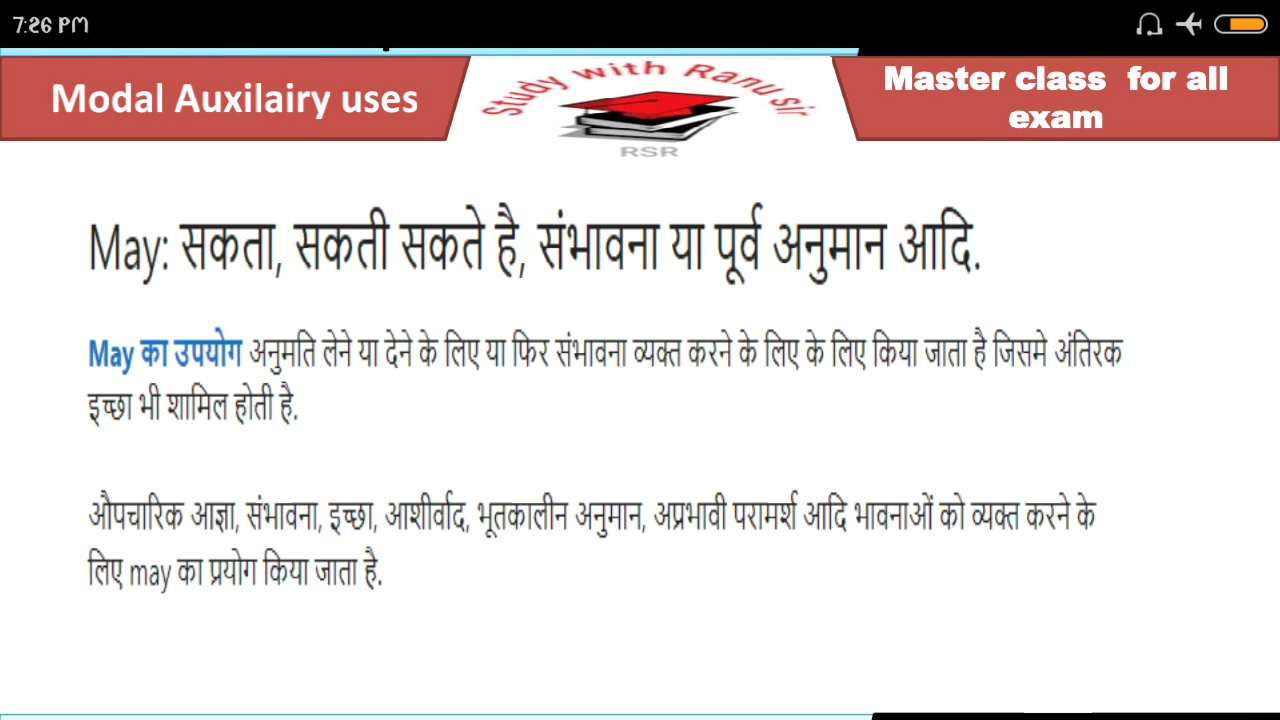 7:26 PM
Modal Auxilairy uses
Study with Ranu sir
RSR
Master class for all
exam
May: सकता, सकती सकते है, संभावना या पूर्व अनुमान आदि.
May का उपयोग अनुमति लेने या देने के लिए या फिर संभावना व्यक्त करने के लिए के लिए किया जाता है जिसमे अंतिरक
इच्छा भी शामिल होती है.
औपचारिक आज्ञा, संभावना, इच्छा, आशीर्वाद, भूतकालीन अनुमान, अप्रभावी परामर्श आदि भावनाओं को व्यक्त करने के
लिए may का प्रयोग किया जाता है.